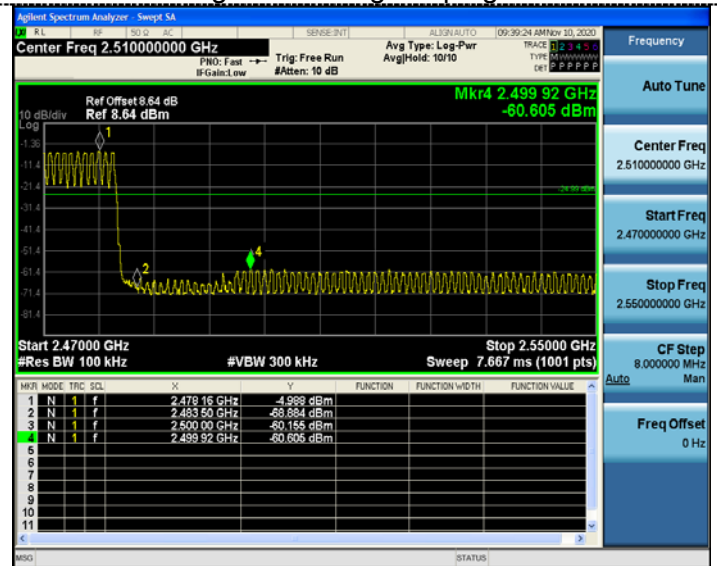 Agilent Spectrum Analyzer - Swept SA
RL RF 50 Ω AC SENSE:INT ALIGN AUTO 09:39:24 AM Nov 10, 2020
Center Freq 2.510000000 GHz
PNO: Fast Trig: Free Run
IFGain:Low #Atten: 10 dB
Avg Type: Log-Pwr
Avg|Hold: 10/10
TRACE 1 2 3 4 5 6
TYPE
DET P P P P P P
Frequency
Ref Offset 8.64 dB
10 dB/div Ref 8.64 dBm
Log
Mkr4 2.499 92 GHz
-60.605 dBm
1
-1.36
-11.4
-21.4
-24.99 dBm
-31.4
-41.4
-51.4
4
2
-61.4
-71.4
-81.4
Start 2.47000 GHz Stop 2.55000 GHz
#Res BW 100 kHz #VBW 300 kHz Sweep 7.667 ms (1001 pts)
MKR MODE TRC SCL X Y FUNCTION FUNCTION WIDTH FUNCTION VALUE
1 N 1 f 2.478 16 GHz -4.989 dBm
2 N 1 f 2.483 50 GHz -68.884 dBm
3 N 1 f 2.500 00 GHz -60.155 dBm
4 N 1 f 2.499 92 GHz -60.605 dBm
5
6
7
8
9
10
11
MSG STATUS
Auto Tune
Center Freq
2.510000000 GHz
Start Freq
2.470000000 GHz
Stop Freq
2.550000000 GHz
CF Step
8.000000 MHz
Auto Man
Freq Offset
0 Hz